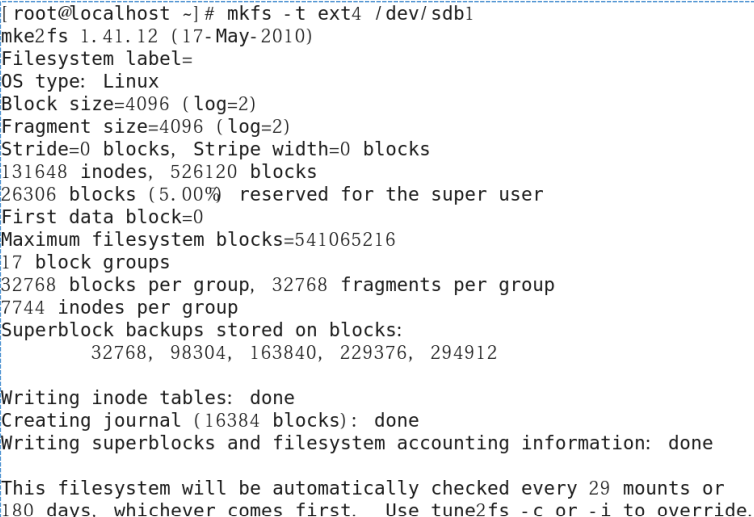 [root@localhost ~]# mkfs -t ext4 /dev/sdb1
mke2fs 1.41.12 (17-May-2010)
Filesystem label=
OS type: Linux
Block size=4096 (log=2)
Fragment size=4096 (log=2)
Stride=0 blocks, Stripe width=0 blocks
131648 inodes, 526120 blocks
26306 blocks (5.00%) reserved for the super user
First data block=0
Maximum filesystem blocks=541065216
17 block groups
32768 blocks per group, 32768 fragments per group
7744 inodes per group
Superblock backups stored on blocks:
32768, 98304, 163840, 229376, 294912
Writing inode tables: done
Creating journal (16384 blocks): done
Writing superblocks and filesystem accounting information: done
This filesystem will be automatically checked every 29 mounts or
180 days, whichever comes first. Use tune2fs -c or -i to override.